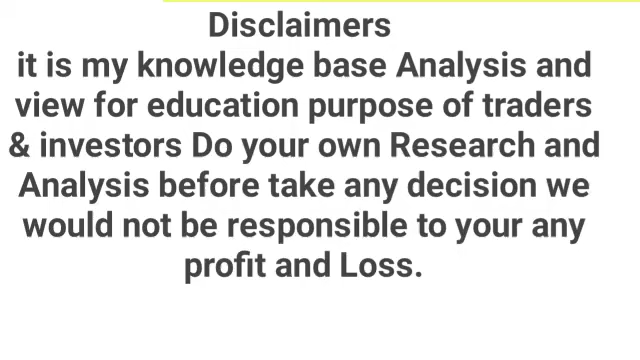 Disclaimers
it is my knowledge base Analysis and
view for education purpose of traders
& investors Do your own Research and
Analysis before take any decision we
would not be responsible to your any
profit and Loss.